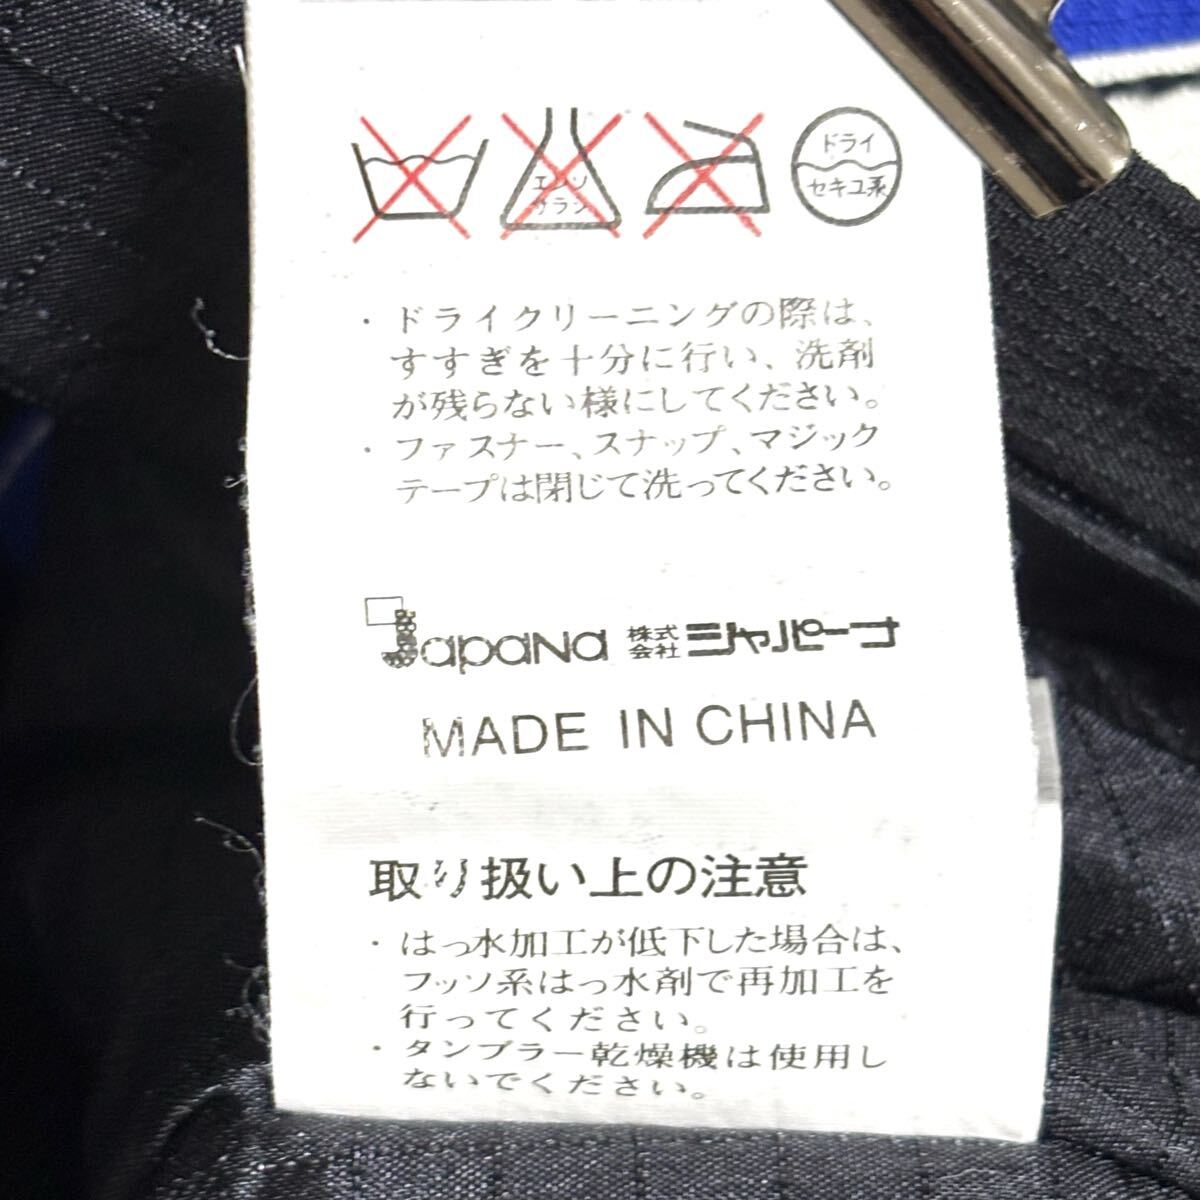 エンソ
サラシ
ドライ
セキユ系
・ドライクリーニングの際は、
すすぎを十分に行い、洗剤
が残らない様にしてください。
・ファスナー、スナップ、マジック
テープは閉じて洗ってください。
Japana 株式会社 ジャパーナ
MADE IN CHINA
取り扱い上の注意
・はっ水加工が低下した場合は、
フッソ系はっ水剤で再加工を
行ってください。
・タンブラー乾燥機は使用し
ないでください。